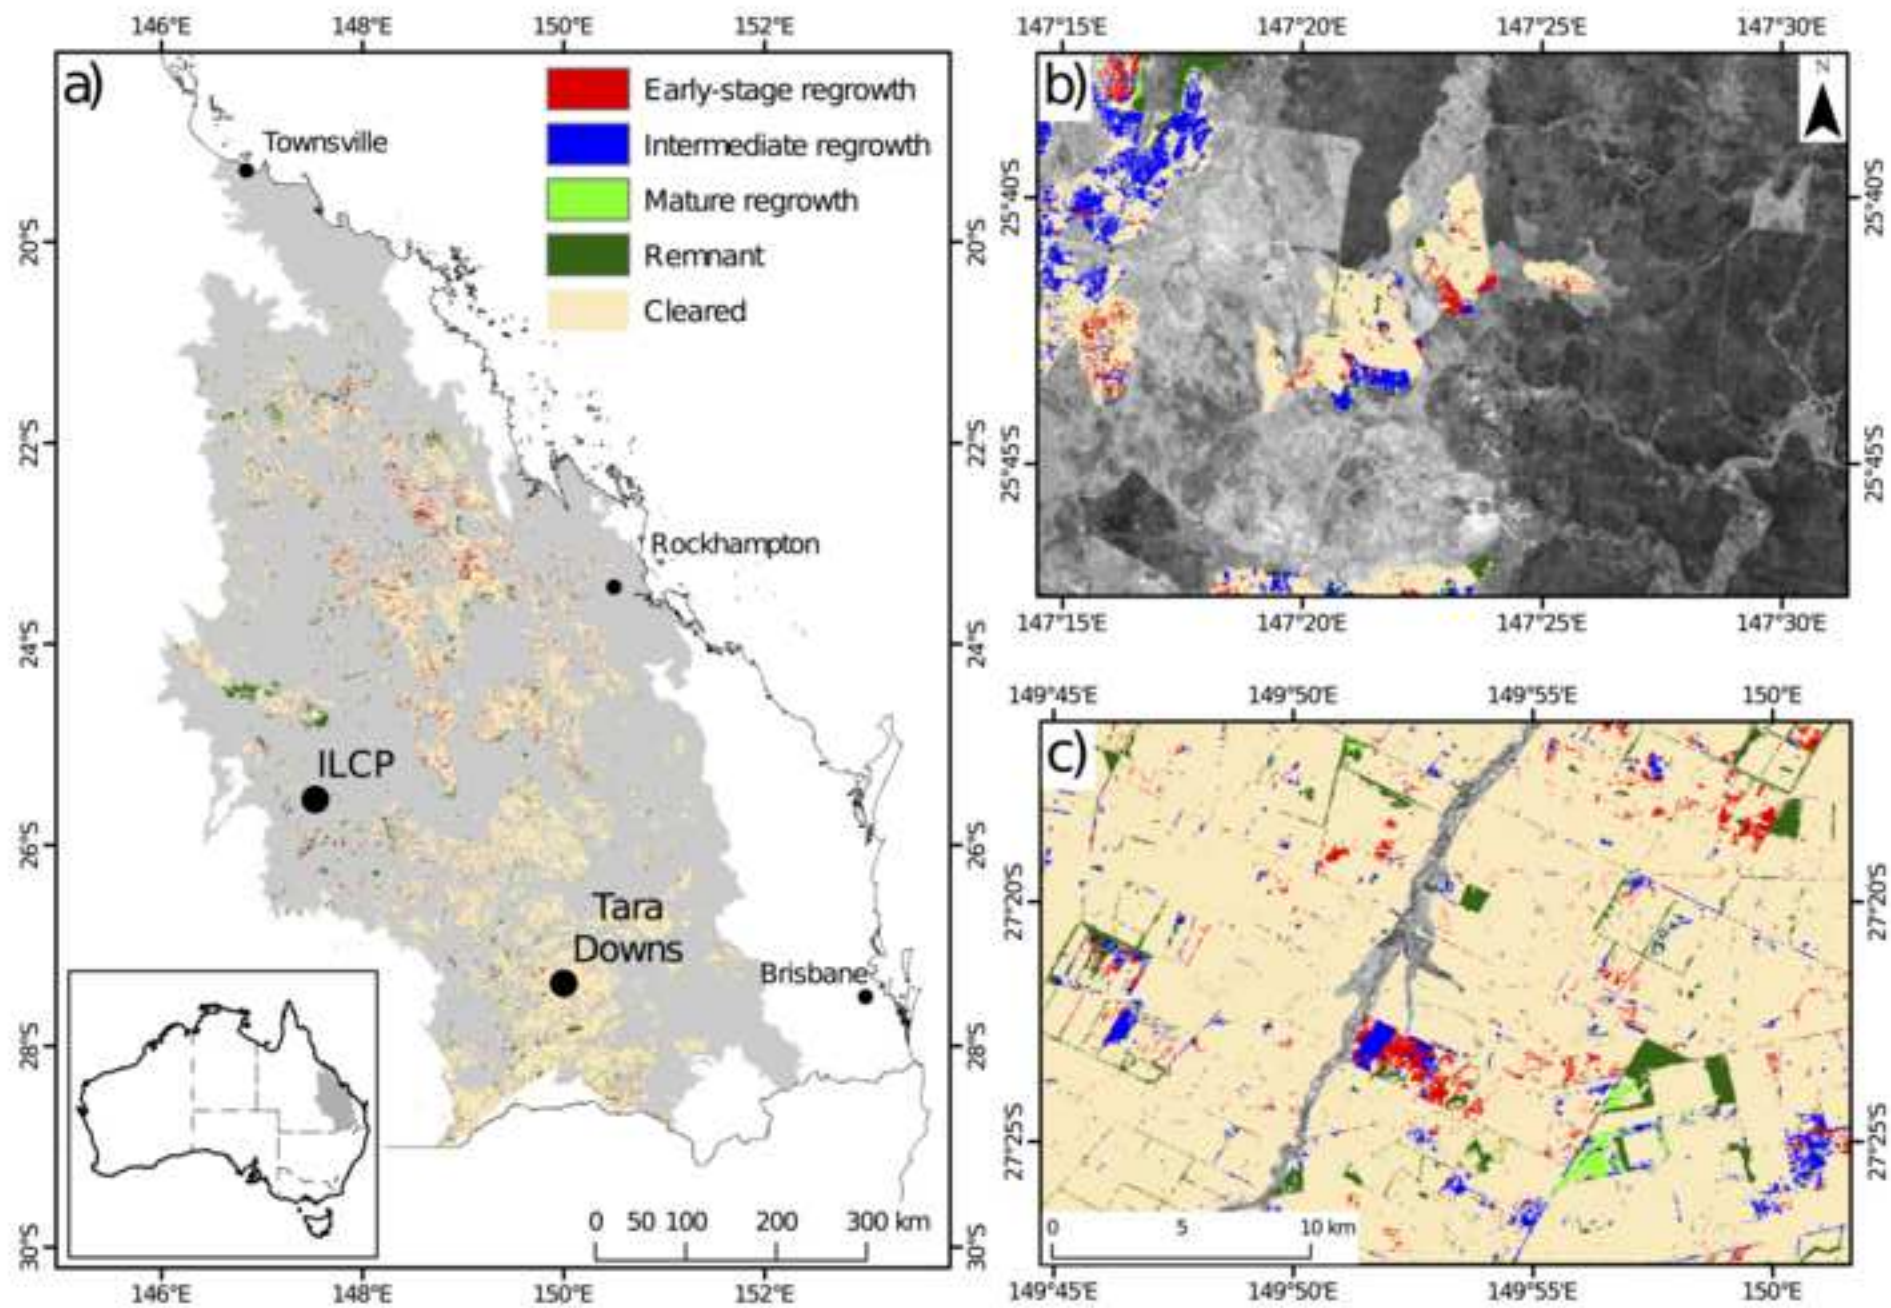 146°E 148°E 150°E 152°E
a)
Early-stage regrowth
Intermediate regrowth
Mature regrowth
Remnant
Cleared
Townsville
Rockhampton
ILCP
Tara
Downs
Brisbane
20°S 20°S
22°S 22°S
24°S 24°S
26°S 26°S
28°S 28°S
30°S 30°S
0 50 100 200 300 km
146°E 148°E 150°E 152°E
147°15'E 147°20'E 147°25'E 147°30'E
b)
N
25°40'S 25°40'S
25°45'S 25°45'S
147°15'E 147°20'E 147°25'E 147°30'E
149°45'E 149°50'E 149°55'E 150°E
c)
27°20'S 27°20'S
27°25'S 27°25'S
0 5 10 km
149°45'E 149°50'E 149°55'E 150°E